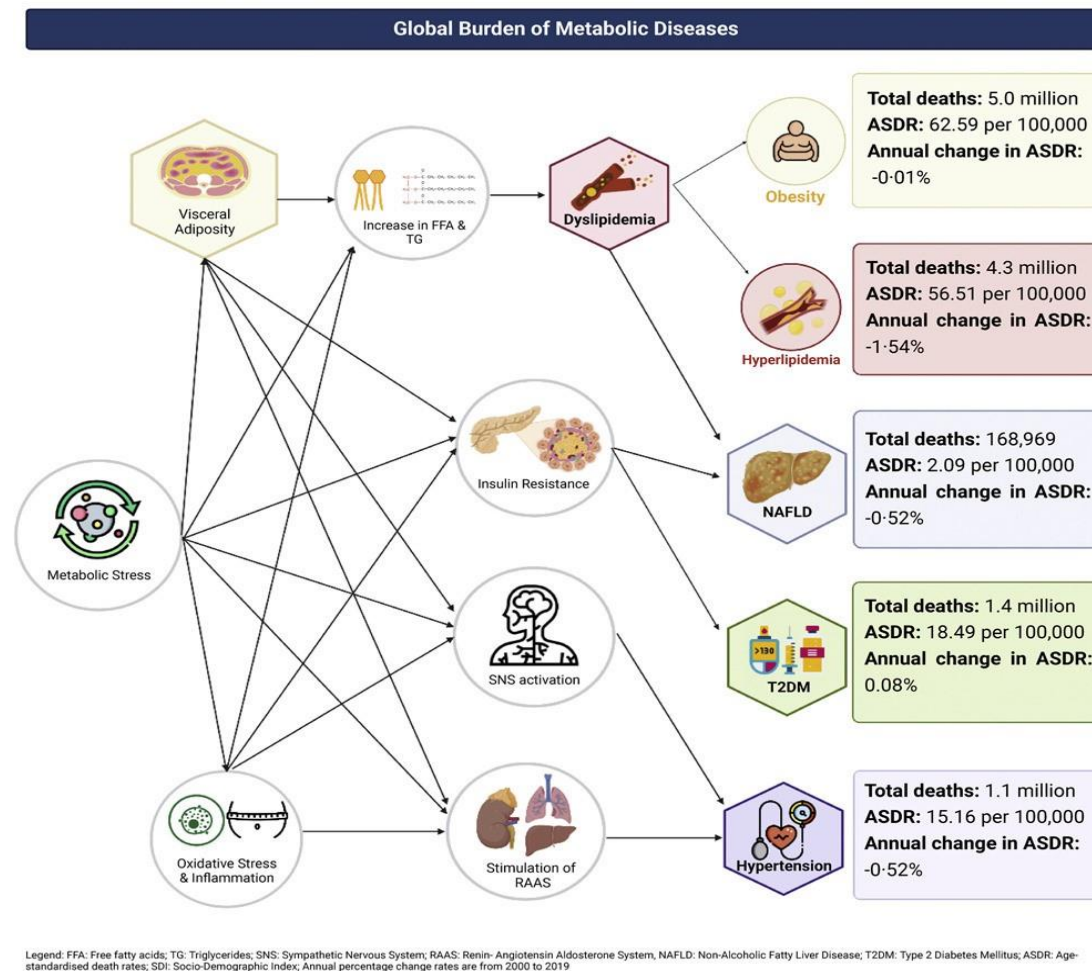 Global Burden of Metabolic Diseases
Visceral
Adiposity
Increase in FFA &
TG
Dyslipidemia
Obesity
Total deaths: 5.0 million
ASDR: 62.59 per 100,000
Annual change in ASDR:
-0·01%
Hyperlipidemia
Total deaths: 4.3 million
ASDR: 56.51 per 100,000
Annual change in ASDR:
-1·54%
Insulin Resistance
NAFLD
Total deaths: 168,969
ASDR: 2.09 per 100,000
Annual change in ASDR:
-0·52%
Metabolic Stress
SNS activation
>130
T2DM
Total deaths: 1.4 million
ASDR: 18.49 per 100,000
Annual change in ASDR:
0.08%
Oxidative Stress
& Inflammation
Stimulation of
RAAS
Hypertension
Total deaths: 1.1 million
ASDR: 15.16 per 100,000
Annual change in ASDR:
-0·52%
Legend: FFA: Free fatty acids; TG: Triglycerides; SNS: Sympathetic Nervous System; RAAS: Renin- Angiotensin Aldosterone System, NAFLD: Non-Alcoholic Fatty Liver Disease; T2DM: Type 2 Diabetes Mellitus; ASDR: Age-
standardised death rates; SDI: Socio-Demographic Index; Annual percentage change rates are from 2000 to 2019